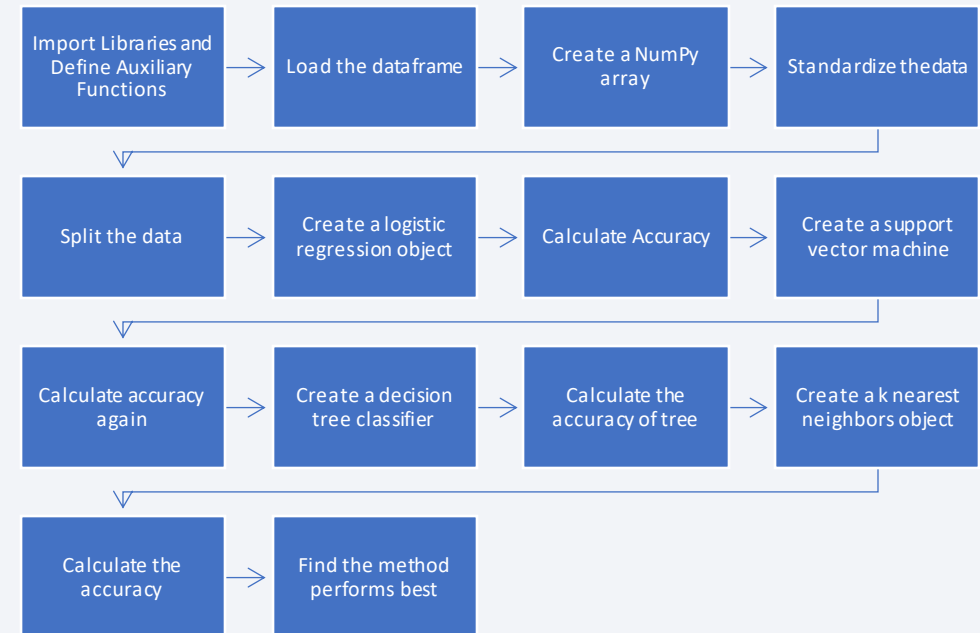 Import Libraries and
Define Auxiliary
Functions
Load the dataframe
Create a NumPy
array
Standardize the data
Split the data
Create a logistic
regression object
Calculate Accuracy
Create a support
vector machine
Calculate accuracy
again
Create a decision
tree classifier
Calculate the
accuracy of tree
Create a k nearest
neighbors object
Calculate the
accuracy
Find the method
performs best